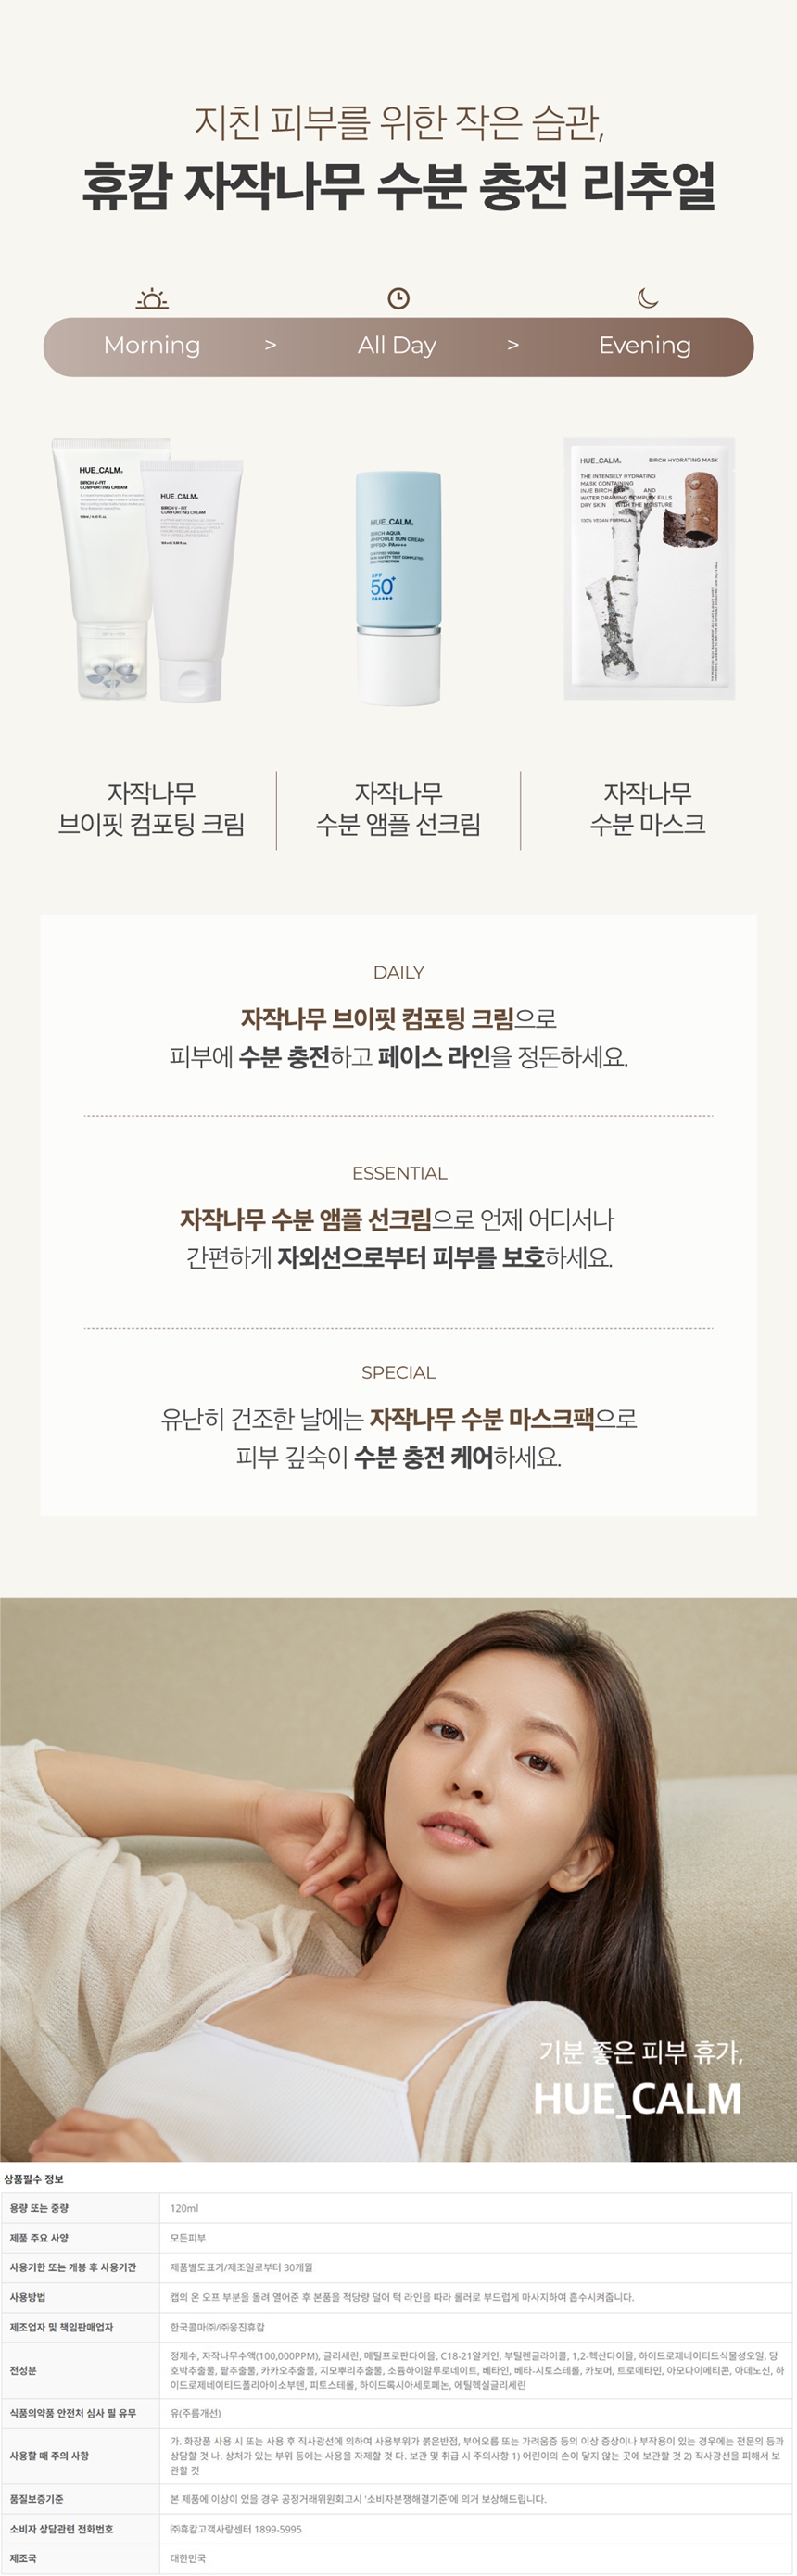 지친 피부를 위한 작은 습관,
휴캄 자작나무 수분 충전 리추얼
Morning > All Day > Evening
HUE_CALM.
BIRCH V-FIT
COMFORTING CREAM
HUE_CALM.
BIRCH V-FIT
COMFORTING CREAM
HUE_CALM.
BIRCH AQUA
AMPOULE SUN CREAM
SPF50+ PA++++
SPF
50+
PA++++
HUE_CALM. BIRCH HYDRATING MASK
THE INTENSELY HYDRATING
MASK CONTAINING
INJE BIRCH AND
WATER DRAWING COMPLEX FILLS
DRY SKIN WITH THE MOISTURE
100% VEGAN FORMULA
자작나무
브이핏 컴포팅 크림
자작나무
수분 앰플 선크림
자작나무
수분 마스크
DAILY
자작나무 브이핏 컴포팅 크림으로
피부에 수분 충전하고 페이스 라인을 정돈하세요.
ESSENTIAL
자작나무 수분 앰플 선크림으로 언제 어디서나
간편하게 자외선으로부터 피부를 보호하세요.
SPECIAL
유난히 건조한 날에는 자작나무 수분 마스크팩으로
피부 깊숙이 수분 충전 케어하세요.
기분 좋은 피부 휴가,
HUE_CALM
상품필수 정보
용량 또는 중량 120ml
제품 주요 사양 모든피부
사용기한 또는 개봉 후 사용기간 제품별도표기/제조일로부터 30개월
사용방법 캡의 온 오프 부분을 돌려 열어준 후 본품을 적당량 덜어 턱 라인을 따라 롤러로 부드럽게 마사지하여 흡수시켜줍니다.
제조업자 및 책임판매업자 한국콜마㈜/㈜웅진휴캄
전성분 정제수, 자작나무수액(100,000PPM), 글리세린, 메틸프로판다이올, C18-21알케인, 부틸렌글라이콜, 1,2-헥산다이올, 하이드로제네이티드식물성오일, 당
호박추출물, 팥추출물, 카카오추출물, 지모뿌리추출물, 소듐하이알루로네이트, 베타인, 베타-시토스테롤, 카보머, 트로메타민, 아모다이메티콘, 아데노신, 하
이드로제네이티드폴리아이소부텐, 피토스테롤, 하이드록시아세토페논, 에틸헥실글리세린
식품의약품 안전처 심사 필 유무 유(주름개선)
사용할 때 주의 사항 가. 화장품 사용 시 또는 사용 후 직사광선에 의하여 사용부위가 붉은반점, 부어오름 또는 가려움증 등의 이상 증상이나 부작용이 있는 경우에는 전문의 등과
상담할 것 나. 상처가 있는 부위 등에는 사용을 자제할 것 다. 보관 및 취급 시 주의사항 1) 어린이의 손이 닿지 않는 곳에 보관할 것 2) 직사광선을 피해서 보
관할 것
품질보증기준 본 제품에 이상이 있을 경우 공정거래위원회고시 '소비자분쟁해결기준'에 의거 보상해드립니다.
소비자 상담관련 전화번호 ㈜휴캄고객사랑센터 1899-5995
제조국 대한민국